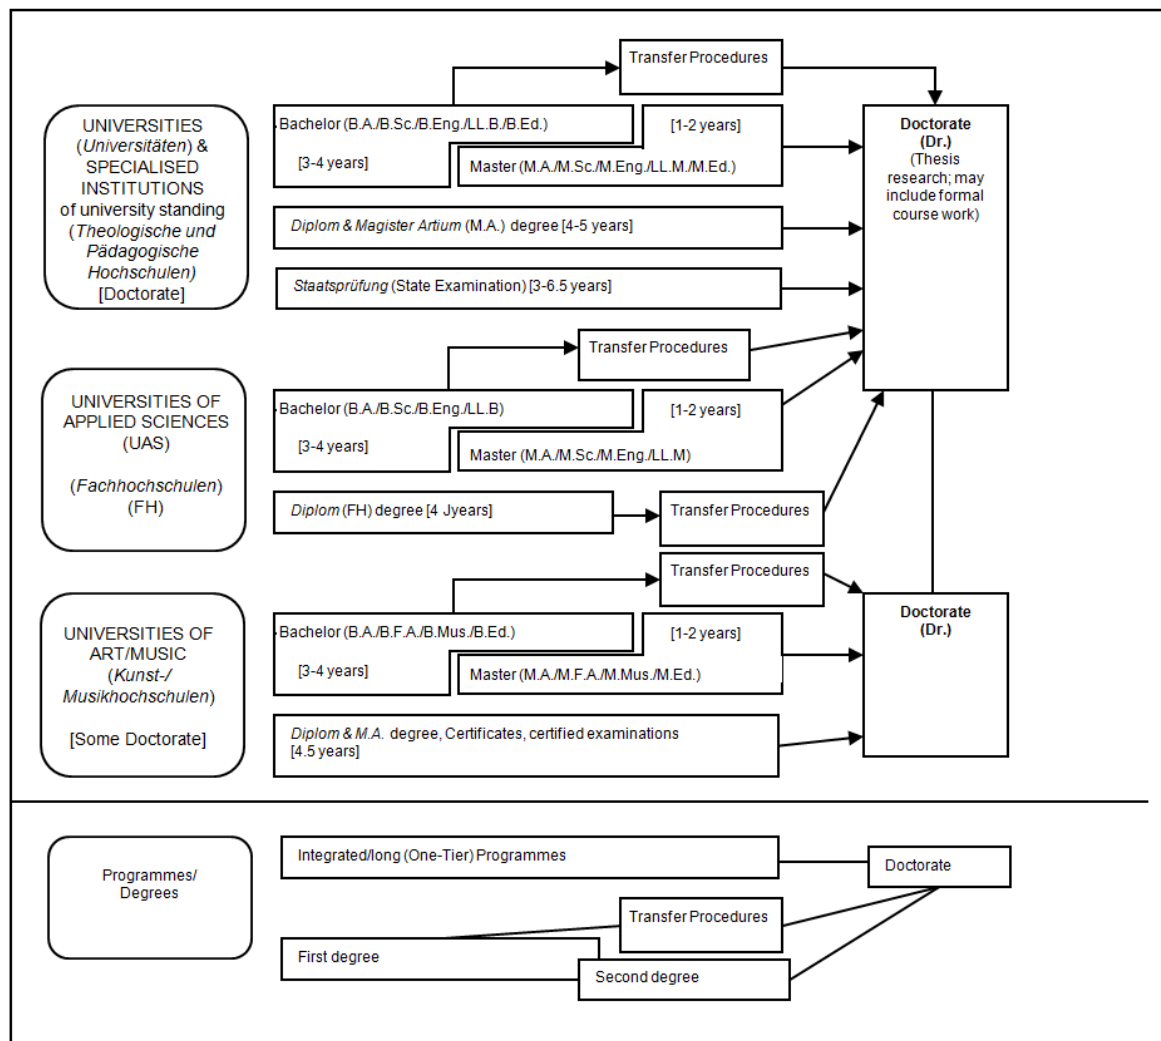 Transfer Procedures
UNIVERSITIES
(Universitäten) &
SPECIALISED
INSTITUTIONS
of university standing
(Theologische und
Pädagogische
Hochschulen)
[Doctorate]
Bachelor (B.A./B.Sc./B.Eng./LL.B./B.Ed.)
[3-4 years]
[1-2 years]
Master (M.A./M.Sc./M.Eng./LL.M./M.Ed.)
Diplom & Magister Artium (M.A.) degree [4-5 years]
Staatsprüfung (State Examination) [3-6.5 years]
Doctorate
(Dr.)
(Thesis
research; may
include formal
course work)
Transfer Procedures
UNIVERSITIES OF
APPLIED SCIENCES
(UAS)
(Fachhochschulen)
(FH)
Bachelor (B.A./B.Sc./B.Eng./LL.B)
[3-4 years]
[1-2 years]
Master (M.A./M.Sc./M.Eng./LL.M)
Diplom (FH) degree [4 Jyears]
Transfer Procedures
Transfer Procedures
UNIVERSITIES OF
ART/MUSIC
(Kunst-/
Musikhochschulen)
[Some Doctorate]
Bachelor (B.A./B.F.A./B.Mus./B.Ed.)
[3-4 years]
[1-2 years]
Master (M.A./M.F.A./M.Mus./M.Ed.)
Diplom & M.A. degree, Certificates, certified examinations
[4.5 years]
Doctorate
(Dr.)
Programmes/
Degrees
Integrated/long (One-Tier) Programmes
Doctorate
Transfer Procedures
First degree
Second degree